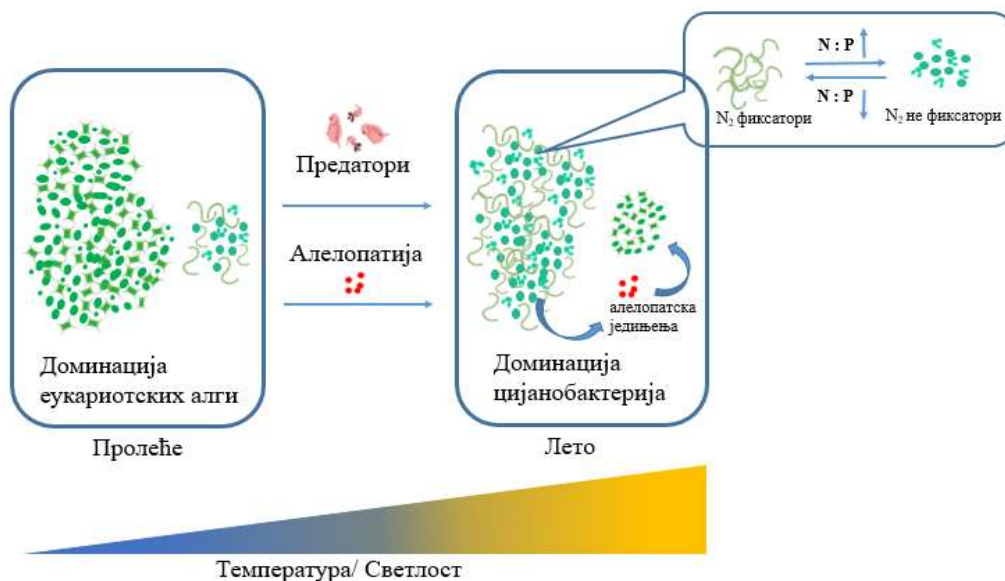 N : P
N : P
N₂ фиксатори
N₂ не фиксатори
Предатори
Алелопатија
алелопатска
једињења
Доминација
еукариотских алги
Доминација
цијанобактерија
Пролеће
Лето
Температура/ Светлост